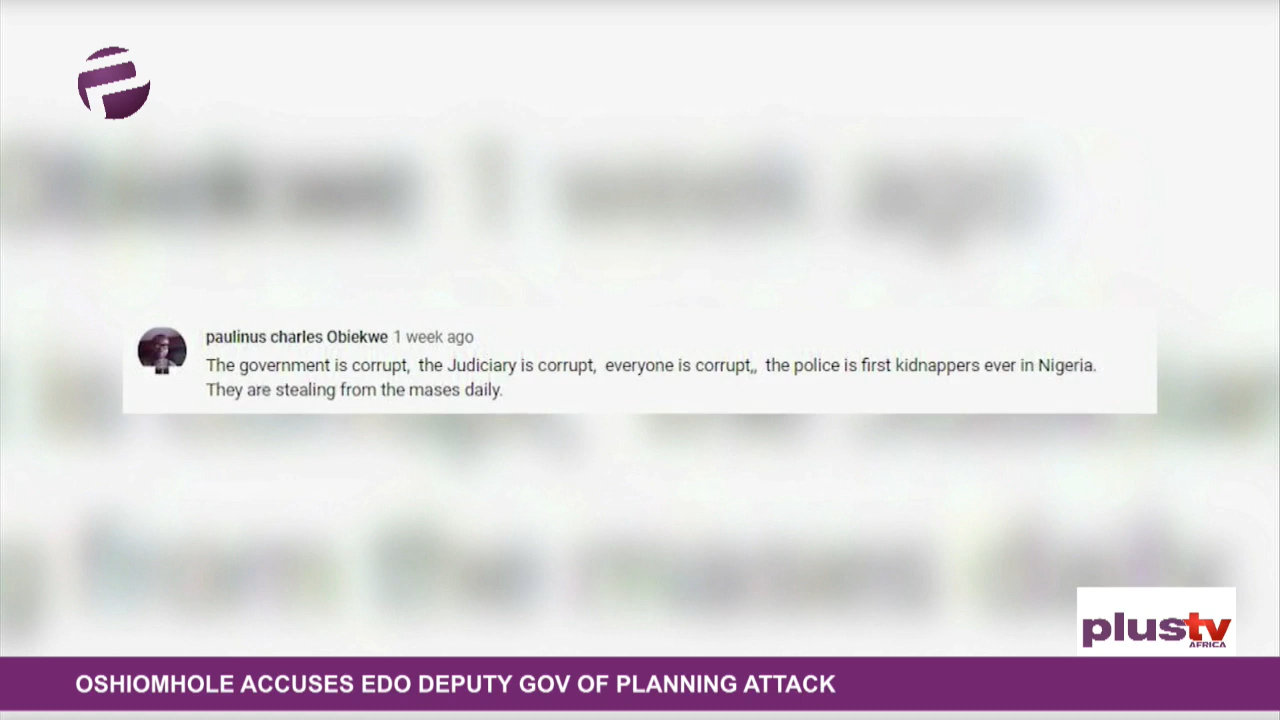 paulinus charles Obiekwe 1 week ago
The government is corrupt, the Judiciary is corrupt, everyone is corrupt,, the police is first kidnappers ever in Nigeria.
They are stealing from the mases daily.
plustv
AFRICA
OSHIOMHOLE ACCUSES EDO DEPUTY GOV OF PLANNING ATTACK